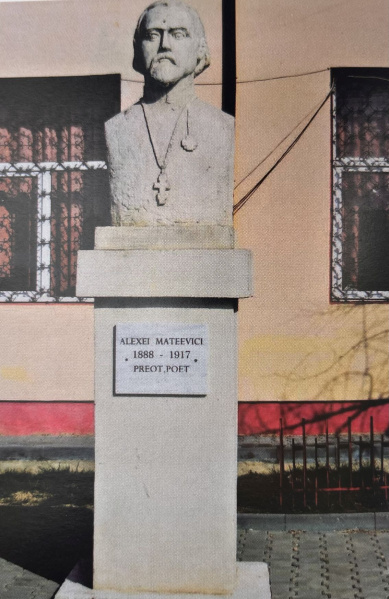 ALEXEI MATEEVICI
* 1888 - 1917 *
PREOT, POET